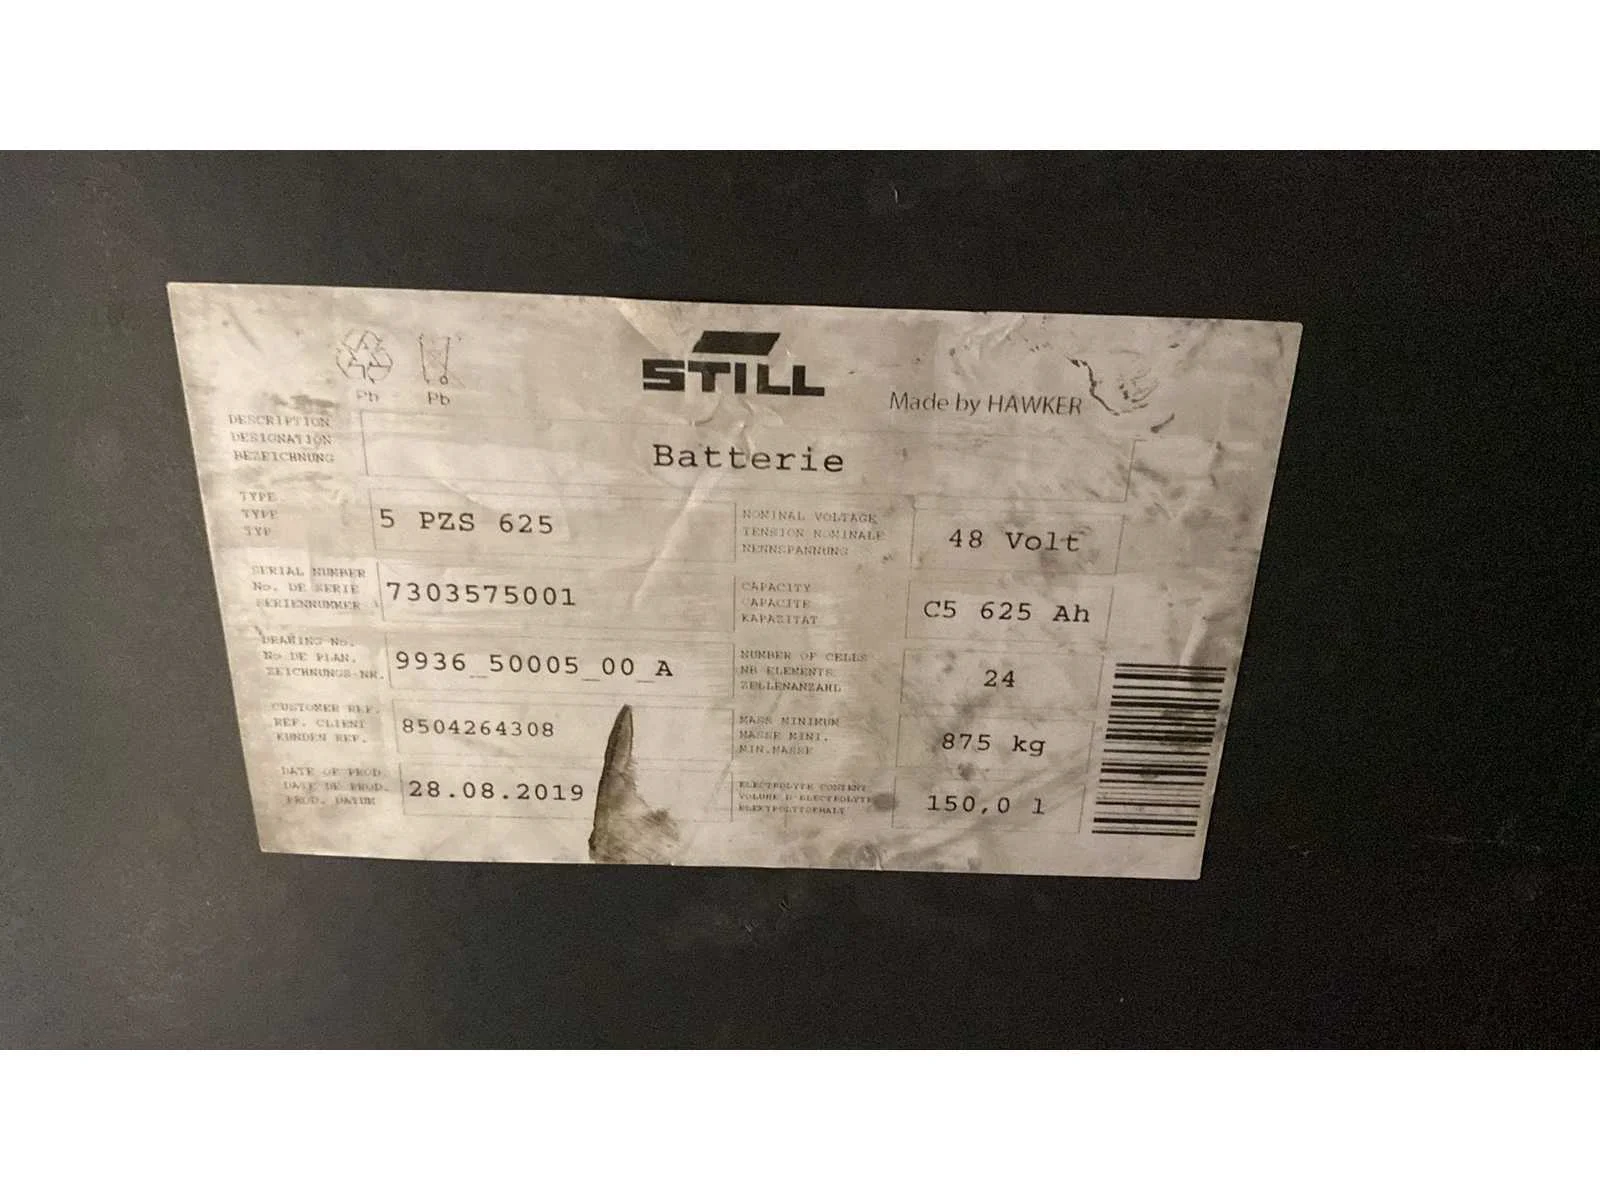 Pb Pb
STILL
Made by HAWKER
DESCRIPTION
DESIGNATION
BEZEICHNUNG
Batterie
TYPE
TYPE
TYP
5 PZS 625
NOMINAL VOLTAGE
TENSION NOMINALE
NENNSPANNUNG
48 Volt
SERIAL NUMBER
No. DE SERIE
SERIENNUMMER
7303575001
CAPACITY
CAPACITE
KAPAZITAT
C5 625 Ah
DRAWING No.
No DE PLAN.
ZEICHNUNGS-NR.
9936_50005_00_A
NUMBER OF CELLS
NB ELEMENTS
ZELLENANZAHL
24
CUSTOMER REF.
REF. CLIENT
KUNDEN REF.
8504264308
MASS MINIMUM
MASSE MINI.
MIN.MASSE
875 kg
DATE OF PROD.
DATE DE PROD.
PROD. DATUM
28.08.2019
ELECTROLYTE CONTENT
VOLUME D'ELECTROLYTE
ELEKTROLYTGEHALT
150,0 l